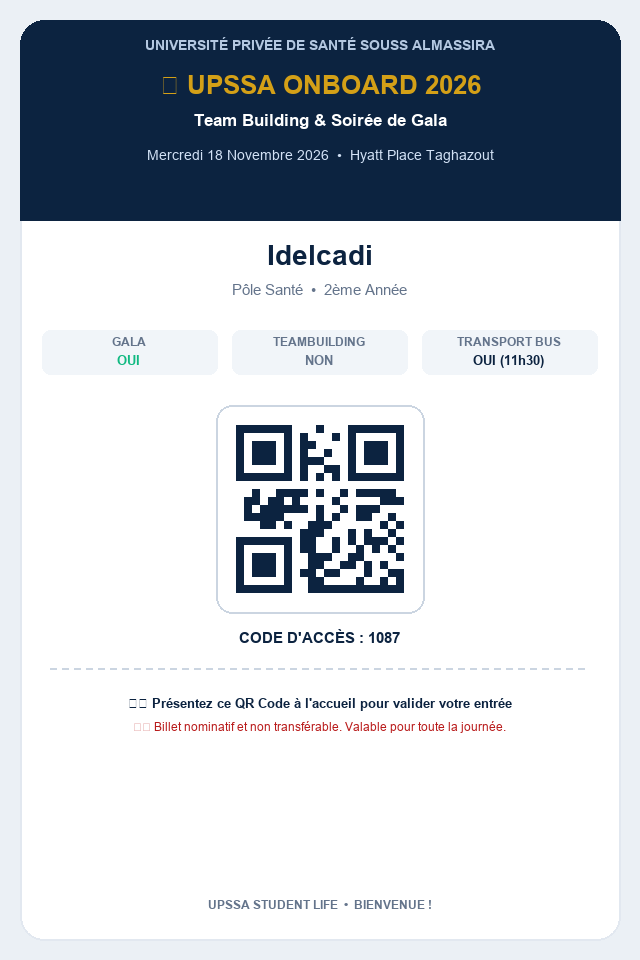 UNIVERSITÉ PRIVÉE DE SANTÉ SOUSS ALMASSIRA
UPSSA ONBOARD 2026
Team Building & Soirée de Gala
Mercredi 18 Novembre 2026 • Hyatt Place Taghazout
Idelcadi
Pôle Santé • 2ème Année
GALA
OUI
TEAMBUILDING
NON
TRANSPORT BUS
OUI (11h30)
CODE D'ACCÈS : 1087
Présentez ce QR Code à l'accueil pour valider votre entrée
Billet nominatif et non transférable. Valable pour toute la journée.
UPSSA STUDENT LIFE • BIENVENUE !